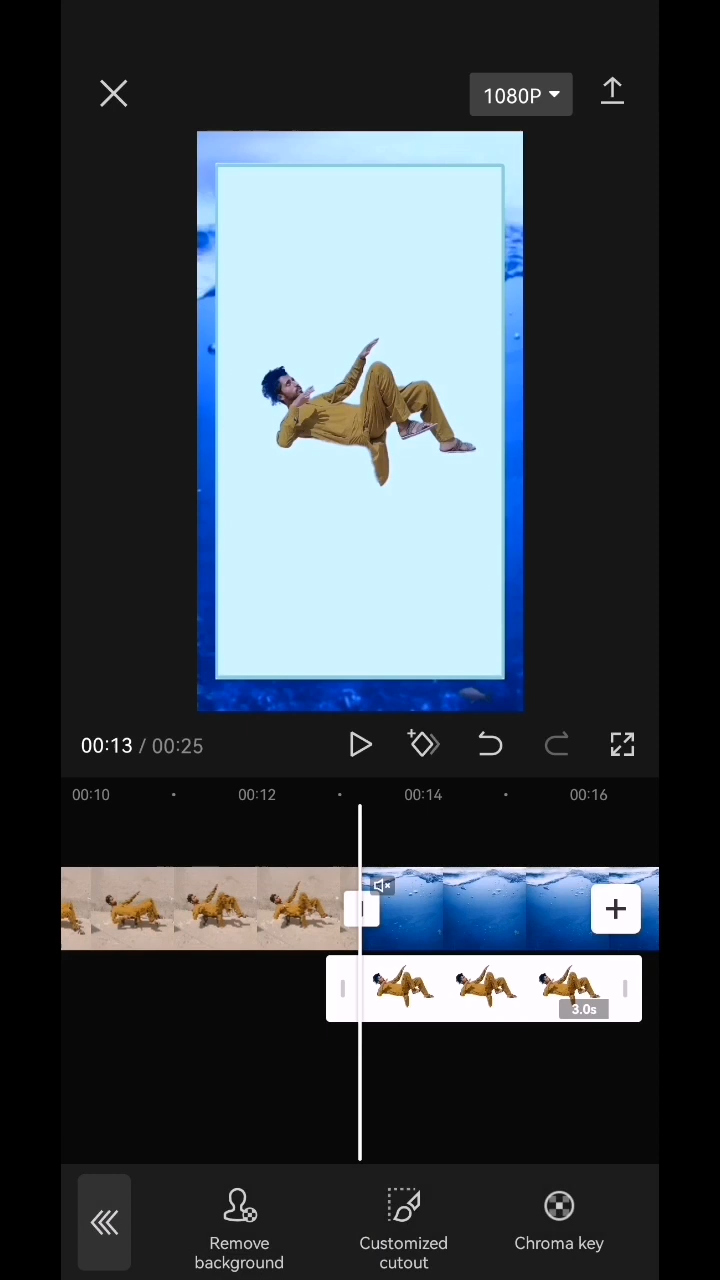 1080P
00:13 / 00:25
00:10 00:12 00:14 00:16
3.0s
Remove
background
Customized
cutout
Chroma key